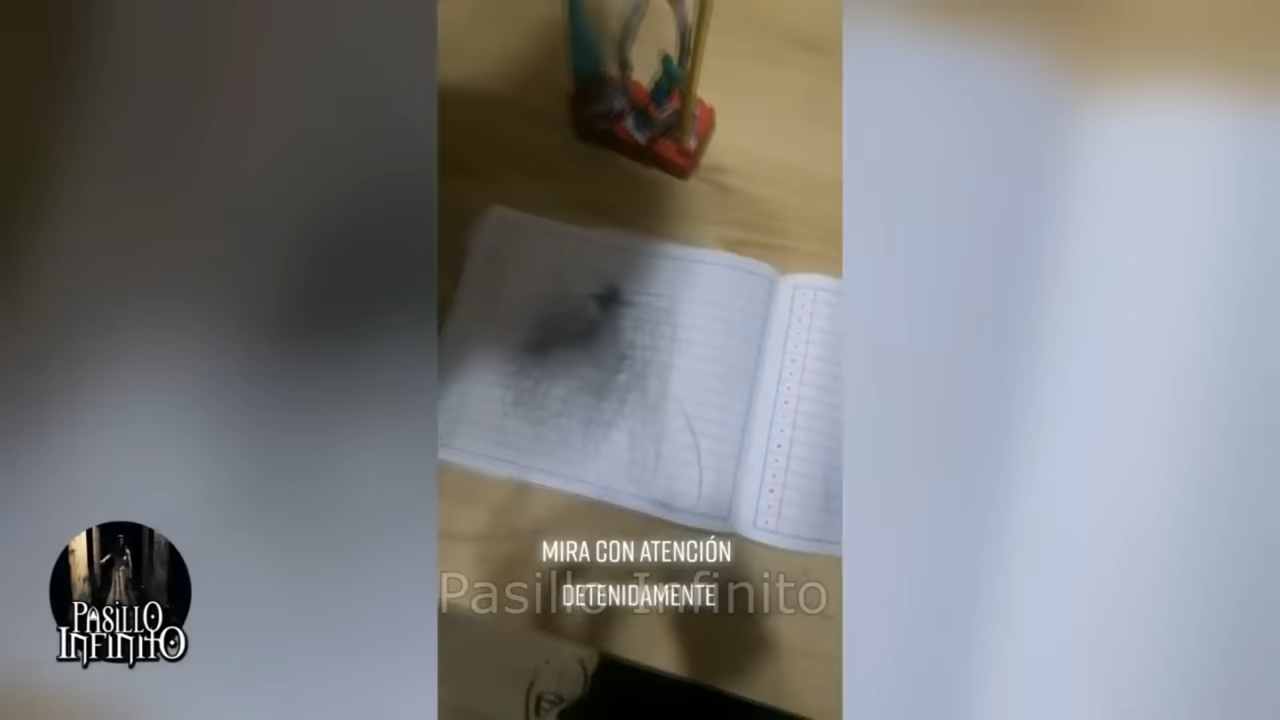 MIRA CON ATENCIÓN
Pasillo Infinito
DETENIDAMENTE
PASILLO
INFINITO